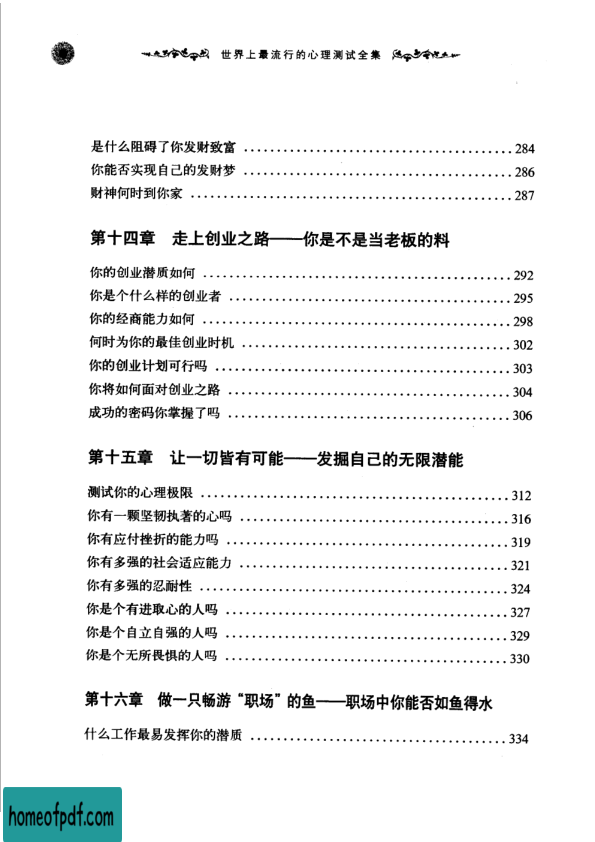 世界上最流行的心理测试全集
是什么阻碍了你发财致富 ........................................ 284
你能否实现自己的发财梦 ........................................ 286
财神何时到你家 ........................................ 287
第十四章 走上创业之路——你是不是当老板的料
你的创业潜质如何 ........................................ 292
你是个什么样的创业者 ........................................ 295
你的经商能力如何 ........................................ 298
何时为你的最佳创业时机 ........................................ 302
你的创业计划可行吗 ........................................ 303
你将如何面对创业之路 ........................................ 304
成功的密码你掌握了吗 ........................................ 306
第十五章 让一切皆有可能——发掘自己的无限潜能
测试你的心理极限 ........................................ 312
你有一颗坚韧执著的心吗 ........................................ 316
你有应付挫折的能力吗 ........................................ 319
你有多强的社会适应能力 ........................................ 321
你有多强的忍耐性 ........................................ 324
你是个有进取心的人吗 ........................................ 327
你是个自立自强的人吗 ........................................ 329
你是个无所畏惧的人吗 ........................................ 330
第十六章 做一只畅游“职场”的鱼——职场中你能否如鱼得水
什么工作最易发挥你的潜质 ........................................ 334
homeofpdf.com